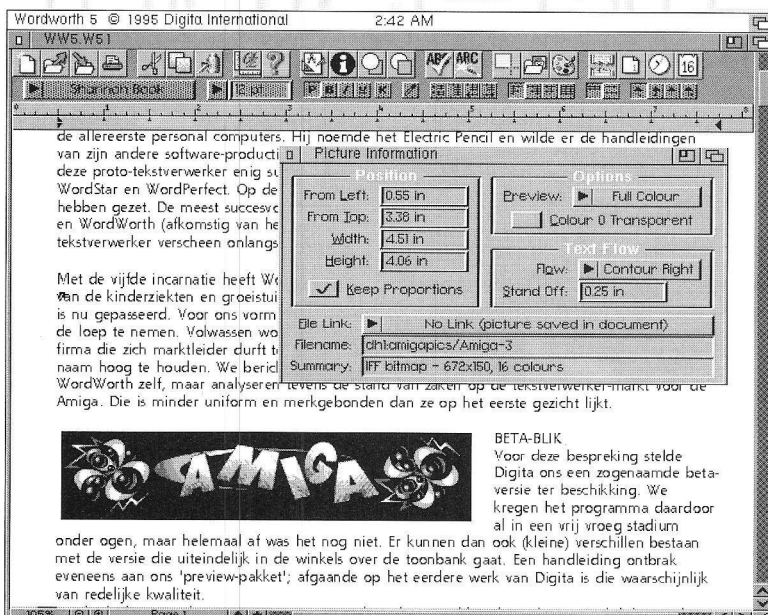 Wordworth 5 © 1995 Digita International 2:42 AM
WW5.W51
Shannon Book 12 pt
de allereerste personal computers. Hij noemde het Electric Pencil en wilde er de handleidingen
van zijn andere software-producti
deze proto-tekstverwerker enig su
WordStar en WordPerfect. Op de
hebben gezet. De meest succesvo
en WordWorth (afkomstig van he
tekstverwerker verscheen onlangs
Met de vijfde incarnatie heeft Wo
van de kinderziekten en groeistui
is nu gepasseerd. Voor ons vorm
de loep te nemen. Volwassen wo
firma die zich marktleider durft t
naam hoog te houden. We beric
WordWorth zelf, maar analyseren tevens de stand van zaken op de tekstverwerker-markt voor de
Amiga. Die is minder uniform en merkgebonden dan ze op het eerste gezicht lijkt.
Picture Information
Position
From Left: 0.55 in
From Top: 3.38 in
Width: 4.51 in
Height: 4.06 in
Keep Proportions
Options
Preview: Full Colour
Colour 0 Transparent
Text Flow
Flow: Contour Right
Stand Off: 0.25 in
File Link: No Link (picture saved in document)
Filename: dh1:amigapics/Amiga-3
Summary: IFF bitmap - 672x150, 16 colours
AMIGA
BETA-BLIK
Voor deze bespreking stelde
Digita ons een zogenaamde beta-
versie ter beschikking. We
kregen het programma daardoor
al in een vrij vroeg stadium
onder ogen, maar helemaal af was het nog niet. Er kunnen dan ook (kleine) verschillen bestaan
met de versie die uiteindelijk in de winkels over de toonbank gaat. Een handleiding ontbrak
eveneens aan ons 'preview-pakket'; afgaande op het eerdere werk van Digita is die waarschijnlijk
van redelijke kwaliteit.
105% Page 1